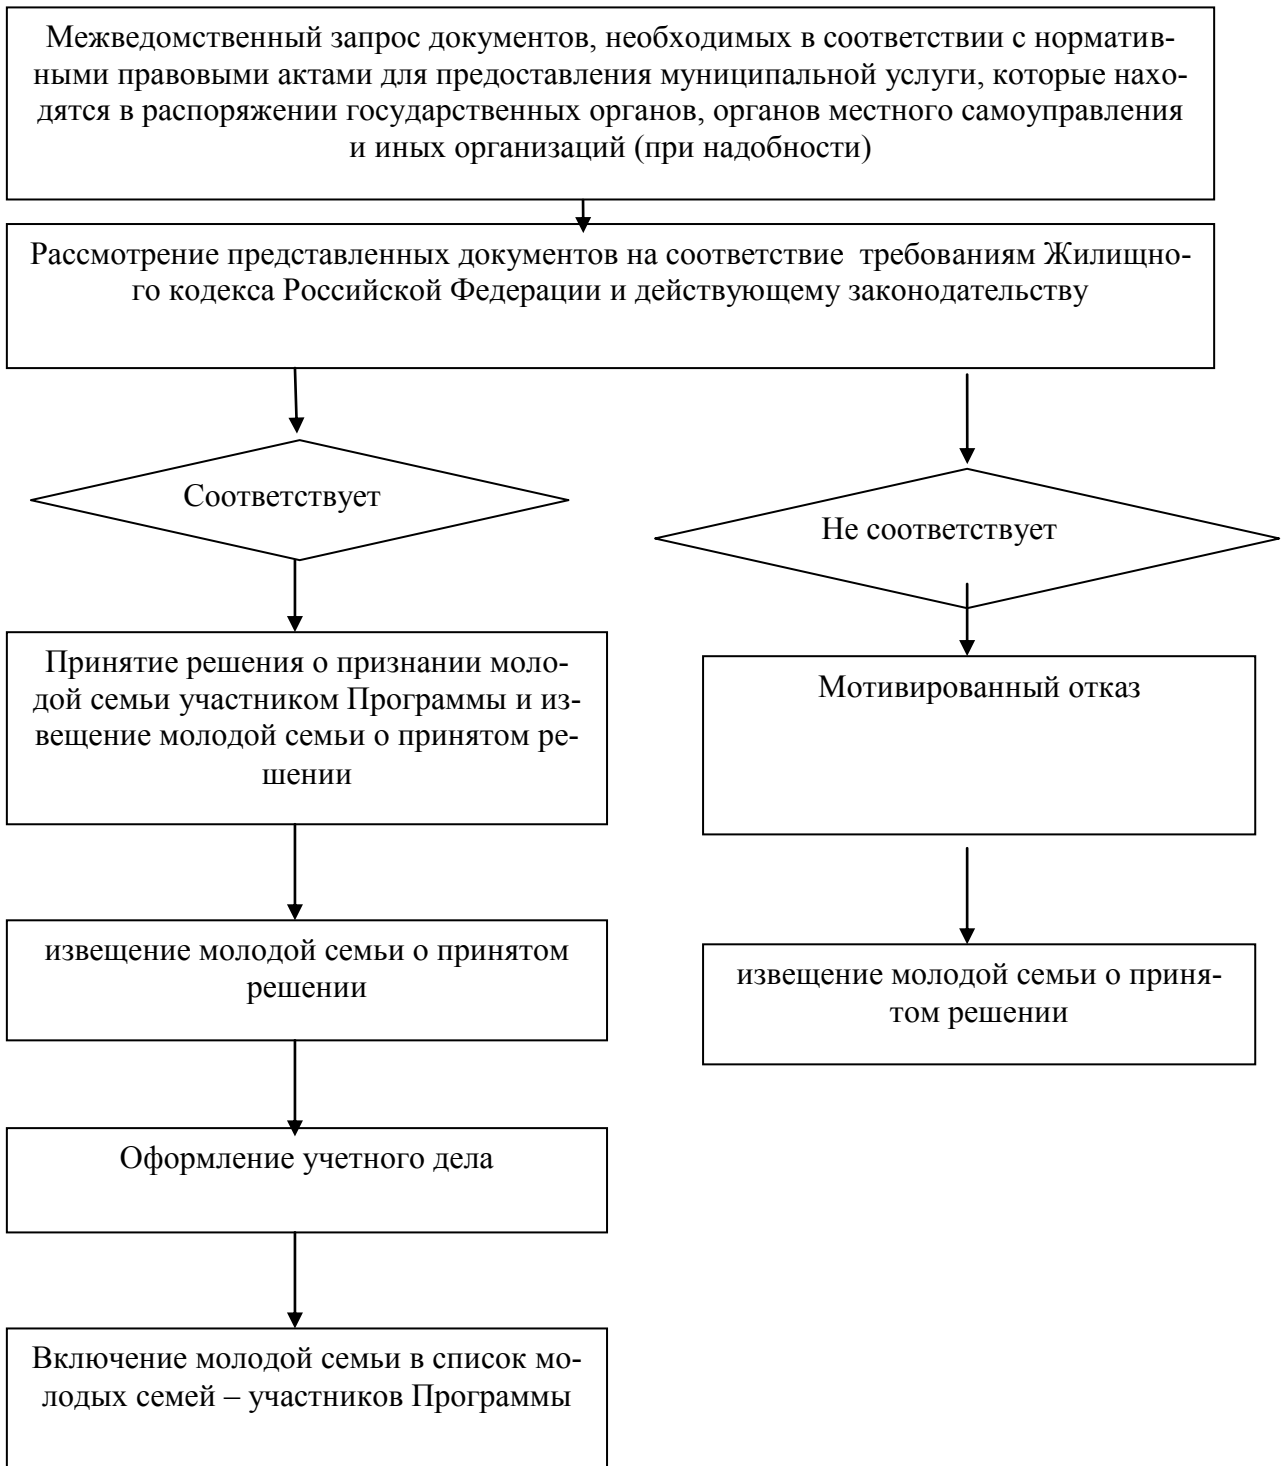 Межведомственный запрос документов, необходимых в соответствии с норматив-
ными правовыми актами для предоставления муниципальной услуги, которые нахо-
дятся в распоряжении государственных органов, органов местного самоуправления
и иных организаций (при надобности)
Рассмотрение представленных документов на соответствие  требованиям Жилищно-
го кодекса Российской Федерации и действующему законодательству
Соответствует
Не соответствует
Принятие решения о признании моло-
дой семьи участником Программы и из-
вещение молодой семьи о принятом ре-
шении
Мотивированный отказ
извещение молодой семьи о принятом
решении
извещение молодой семьи о приня-
том решении
Оформление учетного дела
Включение молодой семьи в список мо-
лодых семей – участников Программы